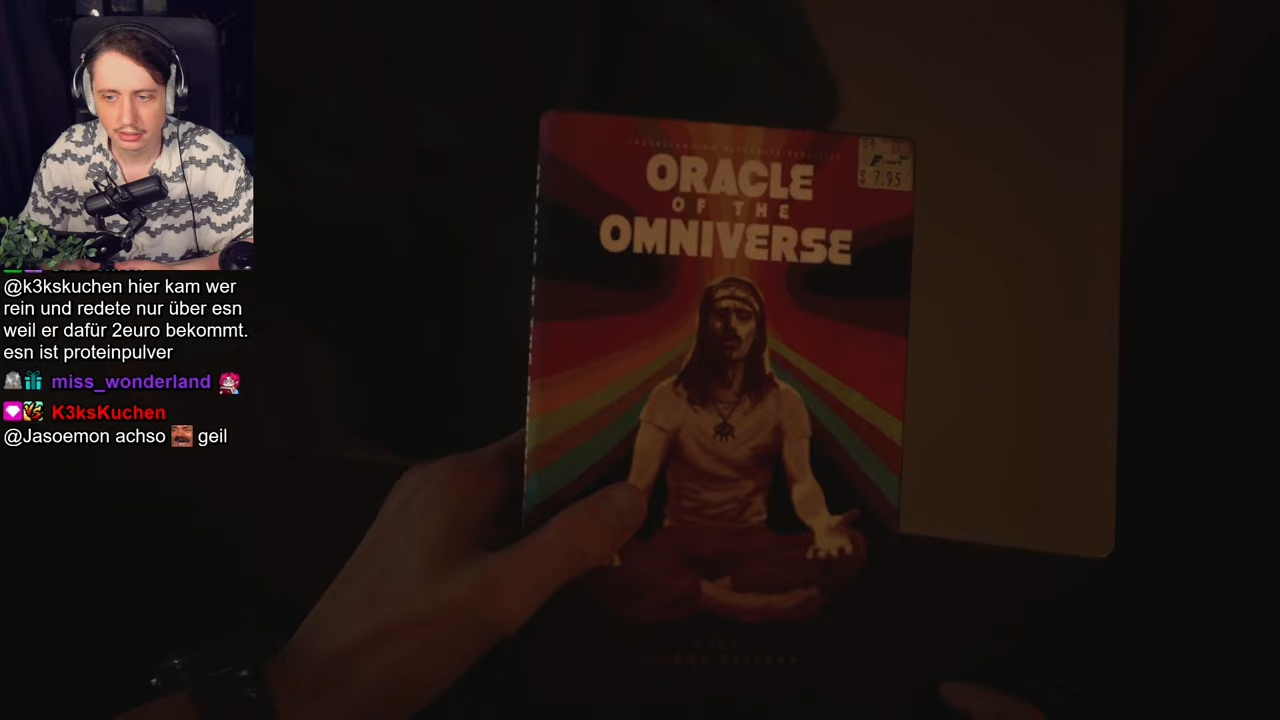 @k3kskuchen hier kam wer
rein und redete nur über esn
weil er dafür 2euro bekommt.
esn ist proteinpulver
miss_wonderland
K3ksKuchen
@Jasoemon achso geil
ORACLE
OF THE
OMNIVERSE
$ 7.95